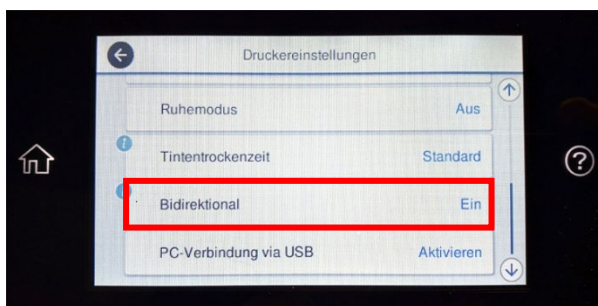 Druckereinstellungen
Ruhemodus Aus
Tintentrockenzeit Standard
Bidirektional Ein
PC-Verbindung via USB Aktivieren